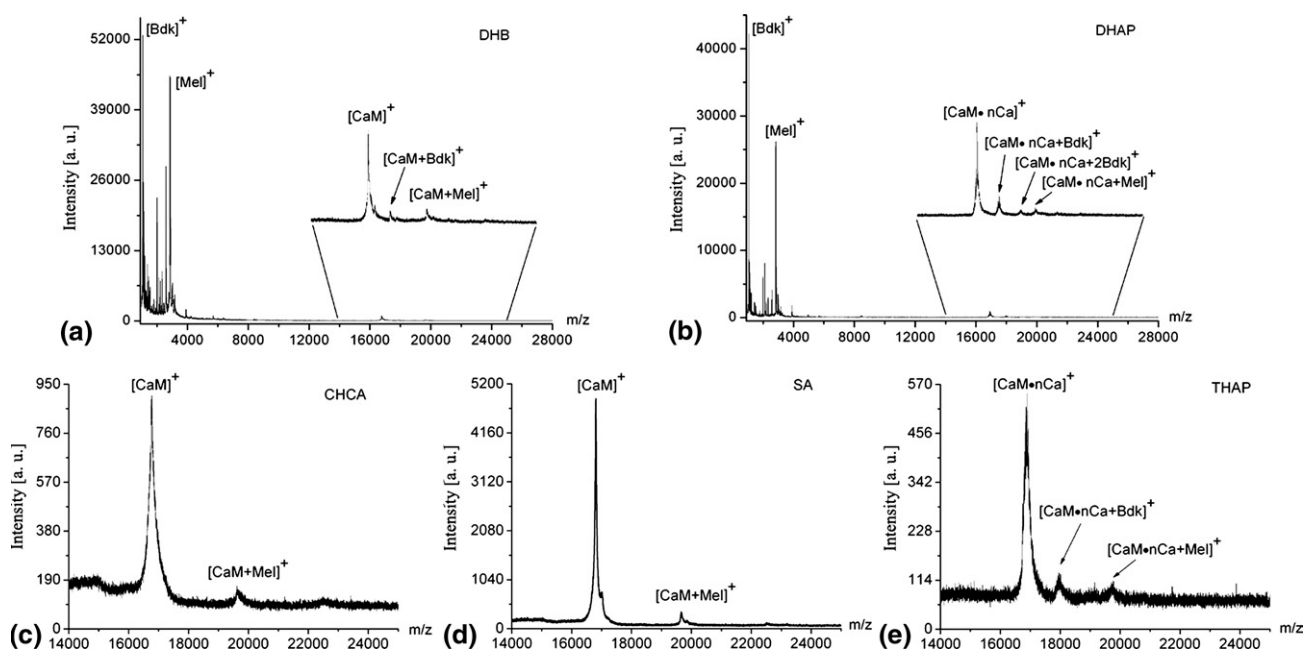 [Bdk]+
52000
DHB
[Mel]+
39000
[CaM]+
[CaM+Bdk]+
26000
[CaM+Mel]+
13000
0
Intensity [a. u.]
4000 8000 12000 16000 20000 24000 28000
m/z
(a)
[Bdk]+
40000
DHAP
30000
[CaM• nCa]+
[Mel]+
[CaM• nCa+Bdk]+
[CaM• nCa+2Bdk]+
[CaM• nCa+Mel]+
20000
10000
0
Intensity [a. u.]
4000 8000 12000 16000 20000 24000 28000
m/z
(b)
950
[CaM]+
CHCA
760
570
380
[CaM+Mel]+
190
0
Intensity [a. u.]
14000 16000 18000 20000 22000 24000
m/z
(c)
5200
[CaM]+
SA
4160
3120
2080
1040
[CaM+Mel]+
0
Intensity [a. u.]
14000 16000 18000 20000 22000 24000
m/z
(d)
570
[CaM•nCa]+
THAP
456
342
228
[CaM•nCa+Bdk]+
[CaM•nCa+Mel]+
114
0
Intensity [a. u.]
14000 16000 18000 20000 22000 24000
m/z
(e)